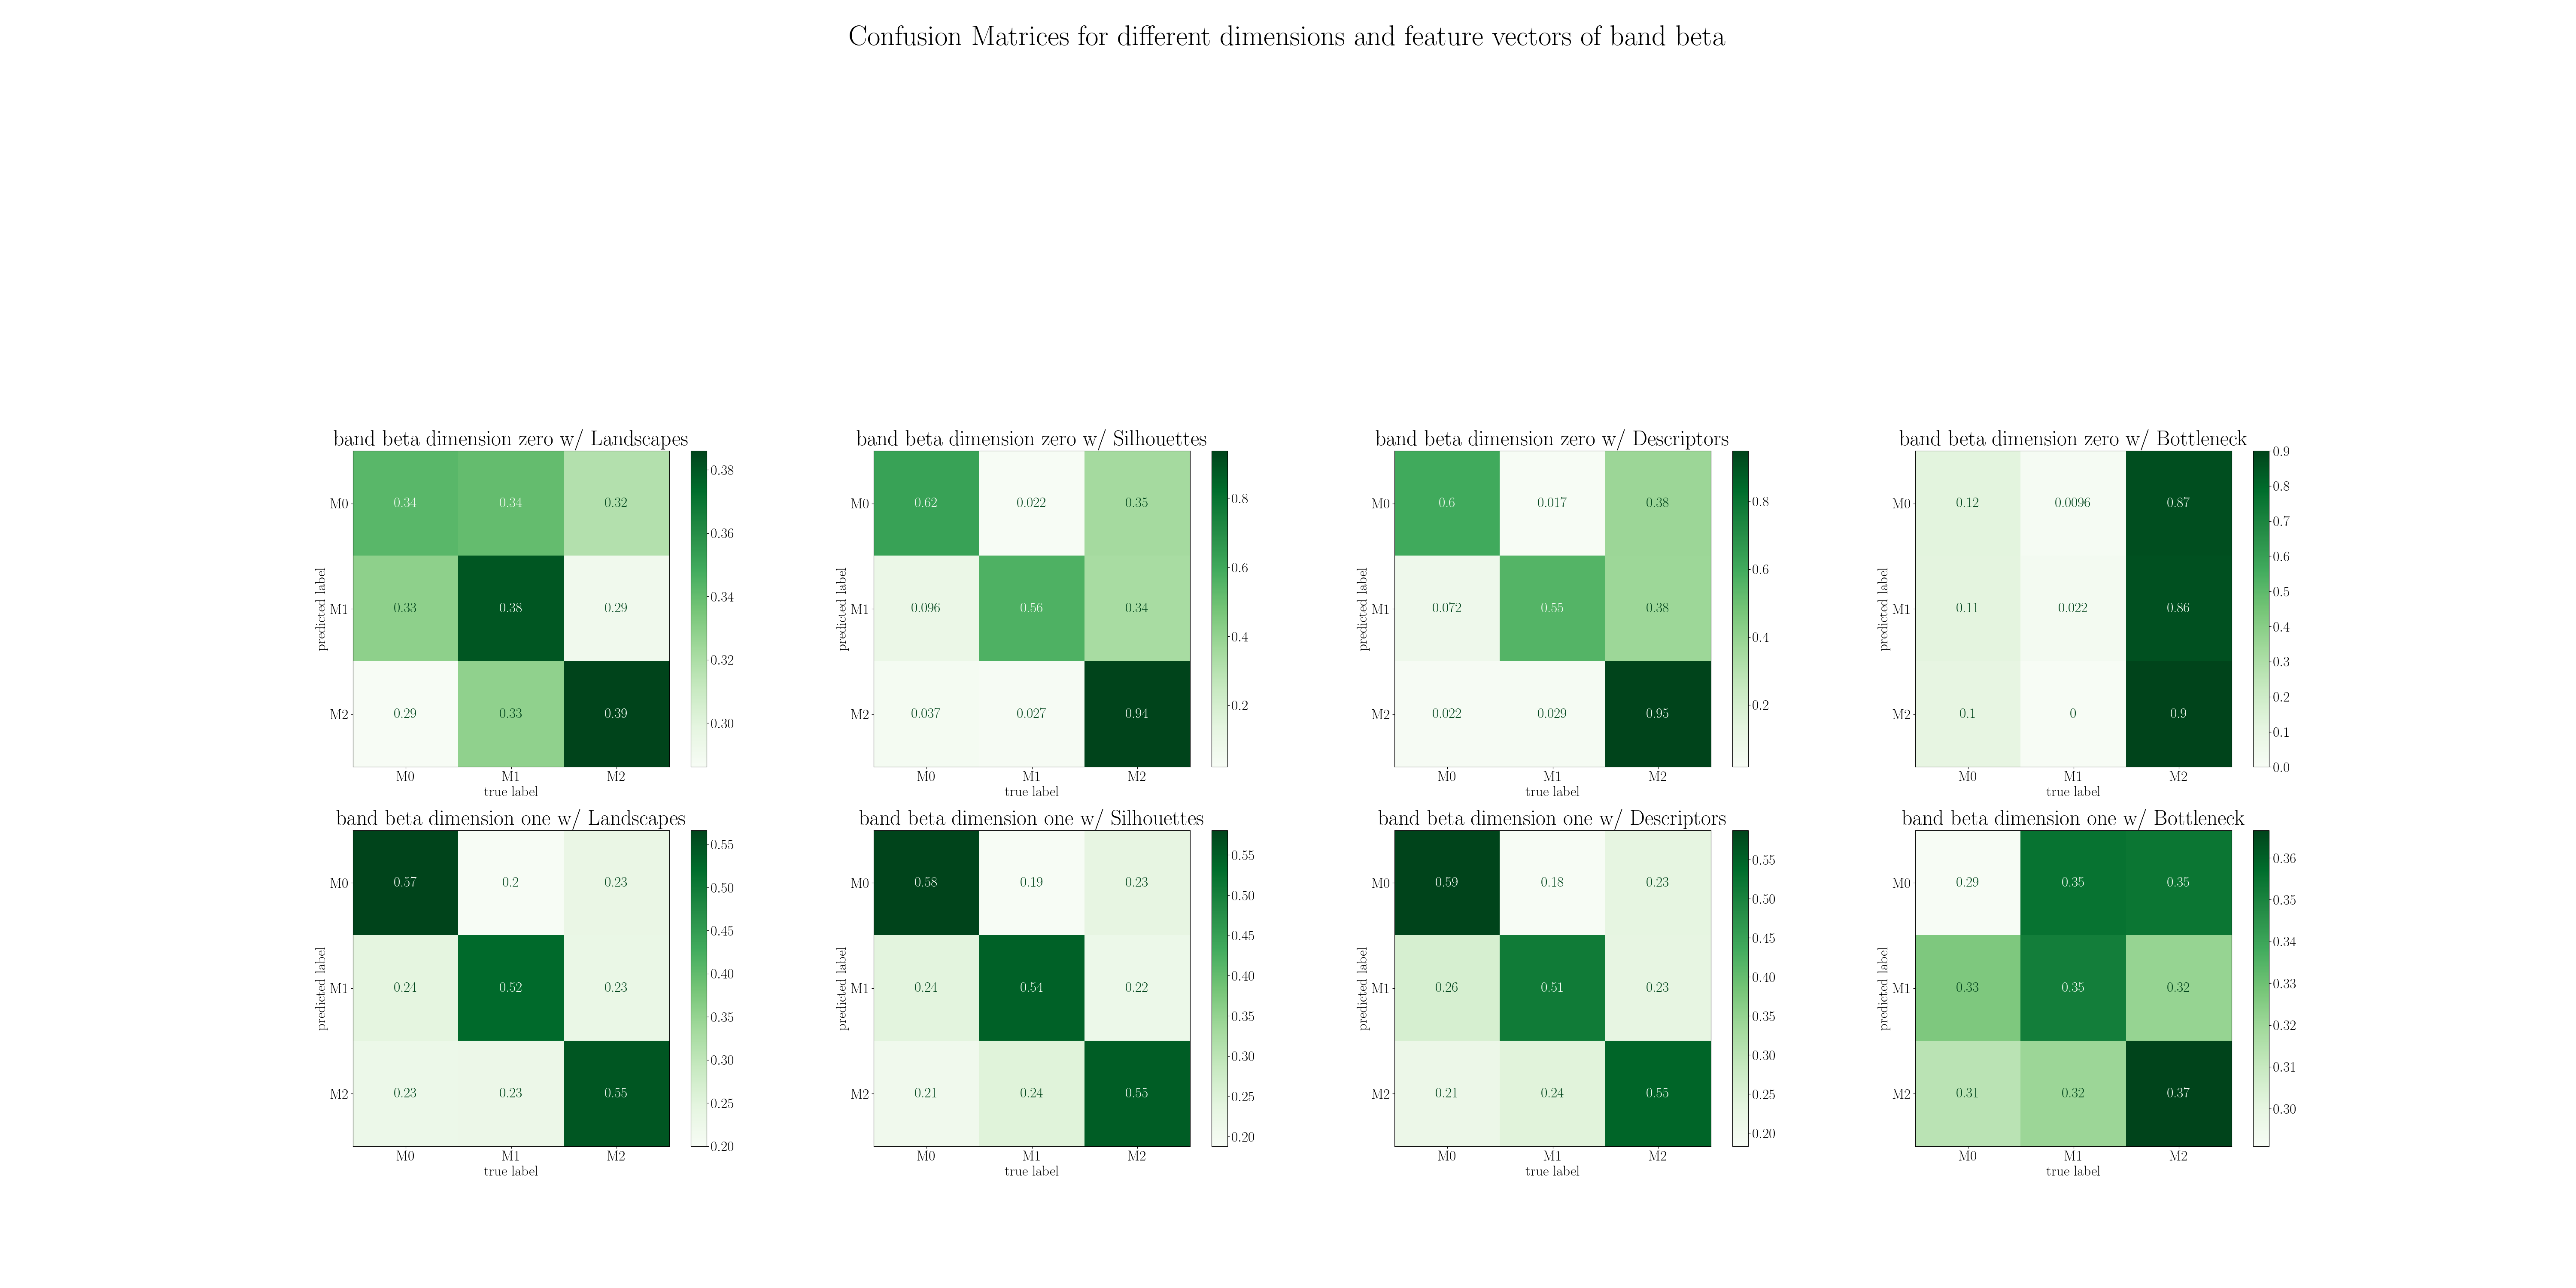 Confusion Matrices for different dimensions and feature vectors of band beta
band beta dimension zero w/ Landscapes
M0 0.34 0.34 0.32
M1 0.33 0.38 0.29
M2 0.29 0.33 0.39
M0 M1 M2
true label
predicted label
0.38
0.36
0.34
0.32
0.30
band beta dimension zero w/ Silhouettes
M0 0.62 0.022 0.35
M1 0.096 0.56 0.34
M2 0.037 0.027 0.94
M0 M1 M2
true label
predicted label
0.8
0.6
0.4
0.2
band beta dimension zero w/ Descriptors
M0 0.6 0.017 0.38
M1 0.072 0.55 0.38
M2 0.022 0.029 0.95
M0 M1 M2
true label
predicted label
0.8
0.6
0.4
0.2
band beta dimension zero w/ Bottleneck
M0 0.12 0.0096 0.87
M1 0.11 0.022 0.86
M2 0.1 0 0.9
M0 M1 M2
true label
predicted label
0.9
0.8
0.7
0.6
0.5
0.4
0.3
0.2
0.1
0.0
band beta dimension one w/ Landscapes
M0 0.57 0.2 0.23
M1 0.24 0.52 0.23
M2 0.23 0.23 0.55
M0 M1 M2
true label
predicted label
0.55
0.50
0.45
0.40
0.35
0.30
0.25
0.20
band beta dimension one w/ Silhouettes
M0 0.58 0.19 0.23
M1 0.24 0.54 0.22
M2 0.21 0.24 0.55
M0 M1 M2
true label
predicted label
0.55
0.50
0.45
0.40
0.35
0.30
0.25
0.20
band beta dimension one w/ Descriptors
M0 0.59 0.18 0.23
M1 0.26 0.51 0.23
M2 0.21 0.24 0.55
M0 M1 M2
true label
predicted label
0.55
0.50
0.45
0.40
0.35
0.30
0.25
0.20
band beta dimension one w/ Bottleneck
M0 0.29 0.35 0.35
M1 0.33 0.35 0.32
M2 0.31 0.32 0.37
M0 M1 M2
true label
predicted label
0.36
0.35
0.34
0.33
0.32
0.31
0.30